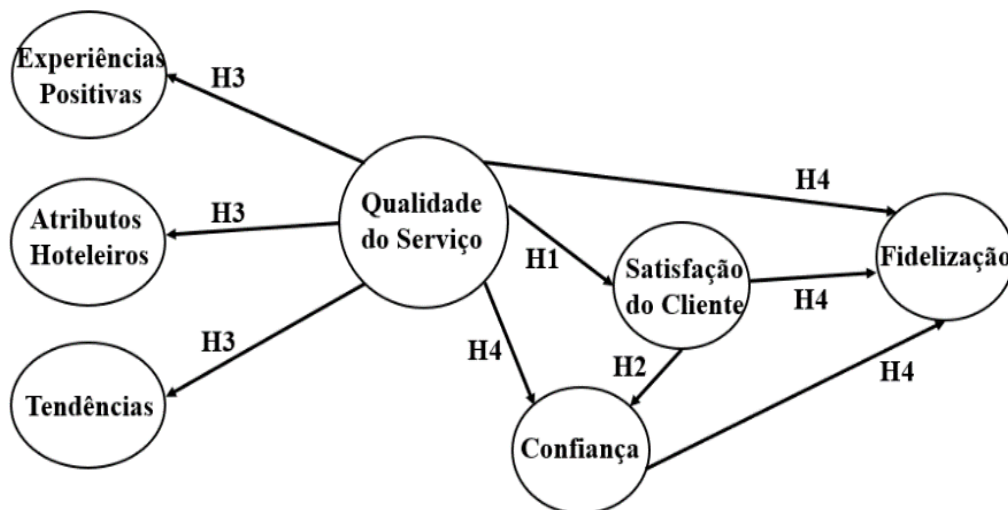 Experiências
Positivas
H3
Atributos
Hoteleiros
H3
Tendências
H3
Qualidade
do Serviço
H4
H1
H4
Satisfação
do Cliente
H4
H2
Confiança
H4
Fidelização